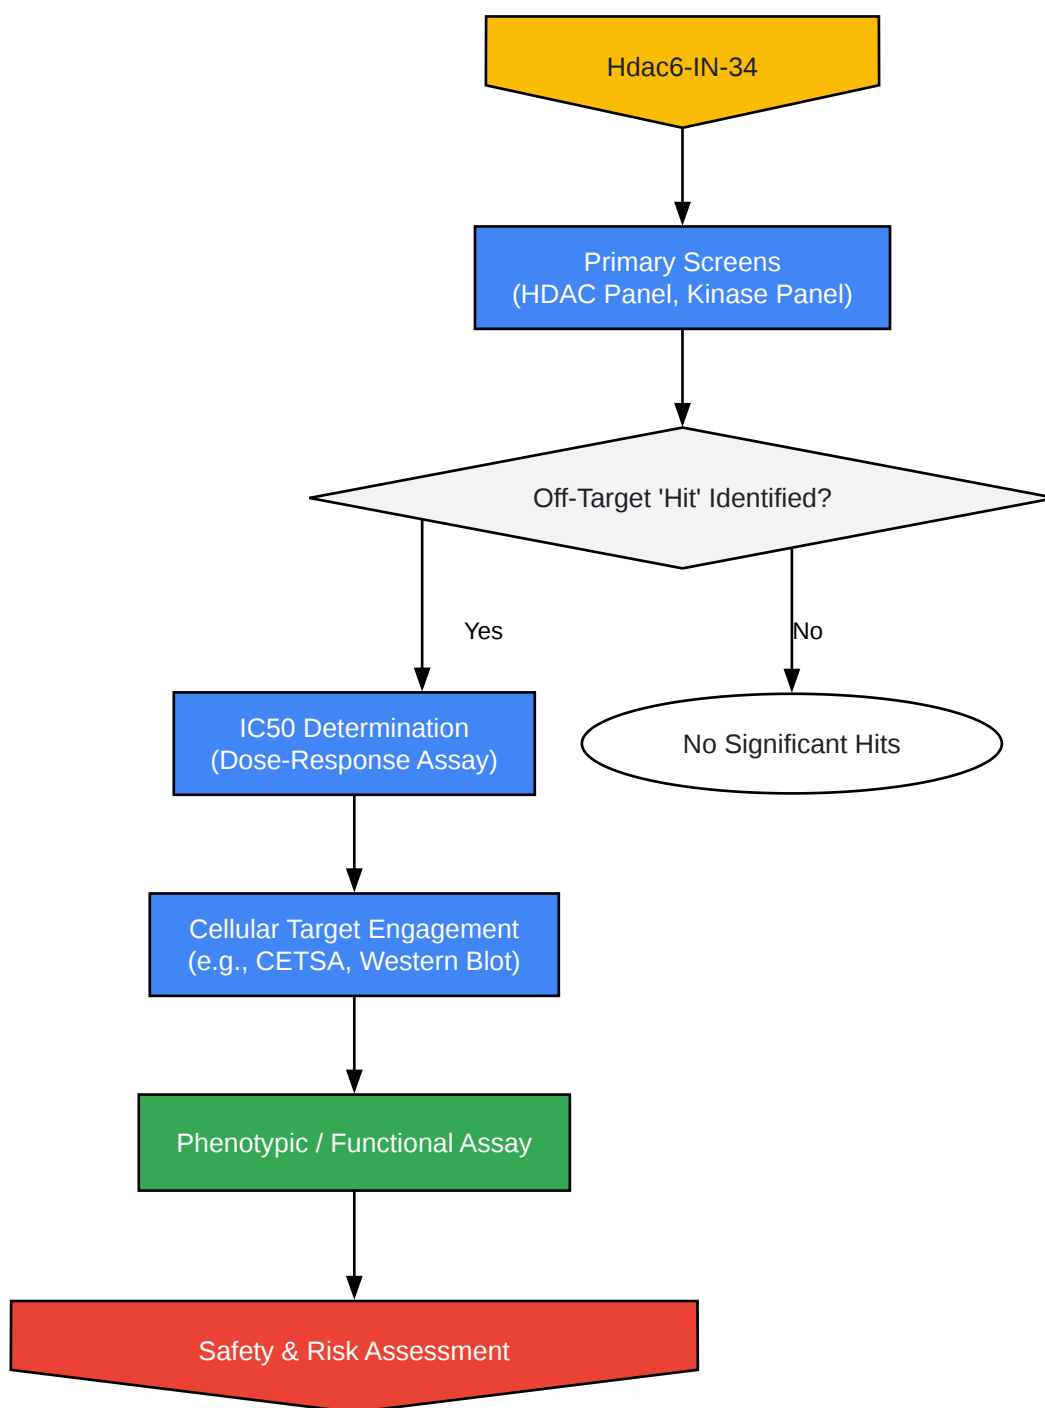 Hdac6-IN-34
Primary Screens
(HDAC Panel, Kinase Panel)
Off-Target 'Hit' Identified?
Yes
No
IC50 Determination
(Dose-Response Assay)
No Significant Hits
Cellular Target Engagement
(e.g., CETSA, Western Blot)
Phenotypic / Functional Assay
Safety & Risk Assessment